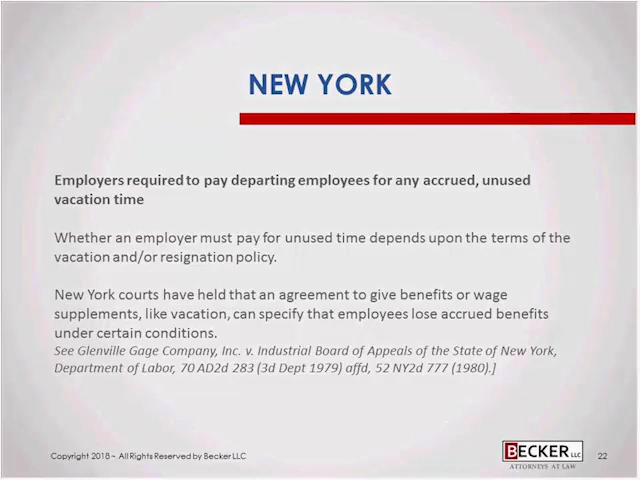 NEW YORK
Employers required to pay departing employees for any accrued, unused
vacation time
Whether an employer must pay for unused time depends upon the terms of the
vacation and/or resignation policy.
New York courts have held that an agreement to give benefits or wage
supplements, like vacation, can specify that employees lose accrued benefits
under certain conditions.
See Glenville Gage Company, Inc. v. Industrial Board of Appeals of the State of New York,
Department of Labor, 70 AD2d 283 (3d Dept 1979) affd, 52 NY2d 777 (1980).]
Copyright 2018 ~ All Rights Reserved by Becker LLC
BECKER LLC
ATTORNEYS AT LAW
22